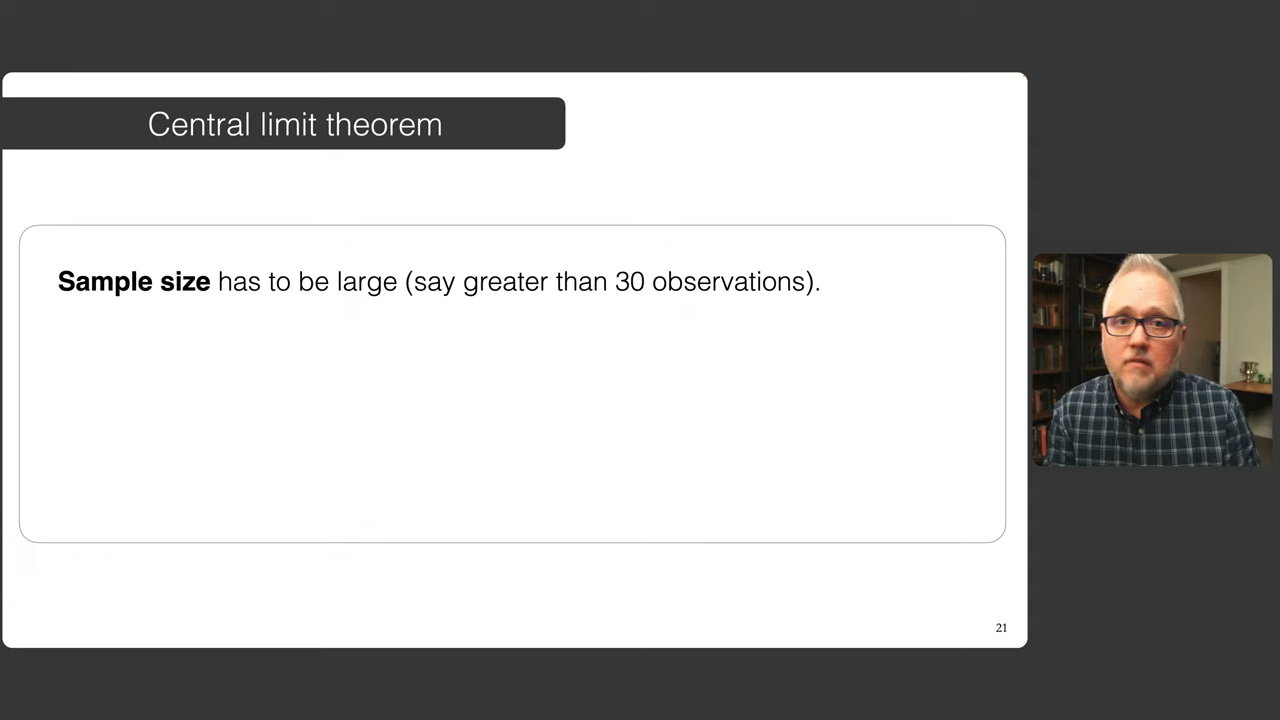 Central limit theorem
Sample size has to be large (say greater than 30 observations).
21